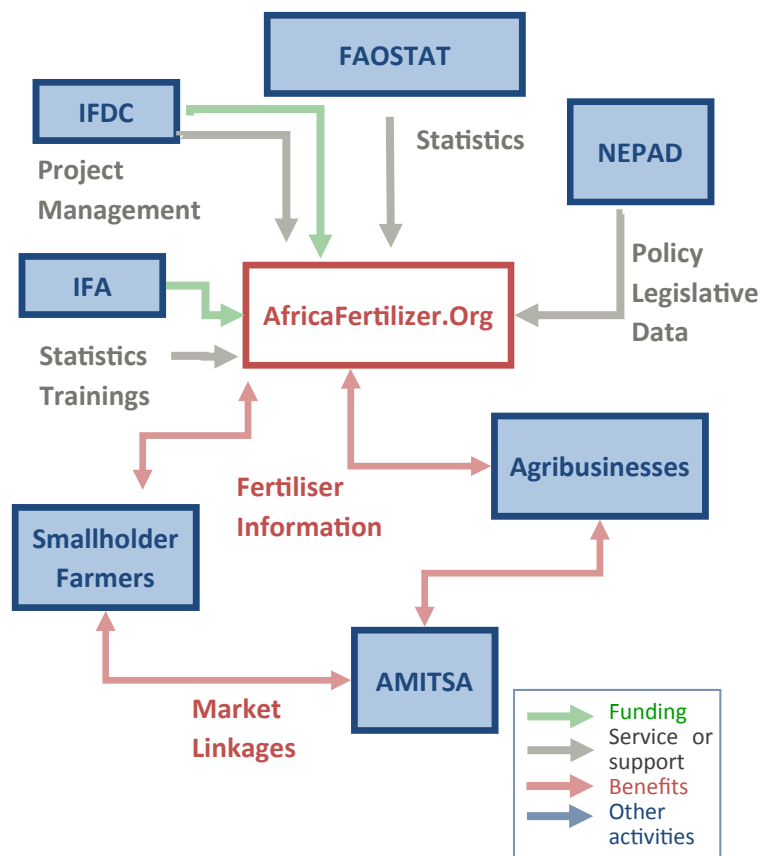 FAOSTAT
IFDC
Statistics
NEPAD
Project
Management
Policy
Legislative
Data
IFA
AfricaFertilizer.Org
Statistics
Trainings
Agribusinesses
Fertiliser
Information
Smallholder
Farmers
AMITSA
Market
Linkages
Funding
Service or
support
Benefits
Other
activities